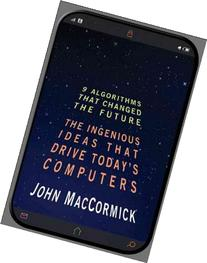 9 ALGORITHMS
THAT CHANGED
THE FUTURE
THE INGENIOUS
IDEAS THAT
DRIVE TODAY'S
COMPUTERS
JOHN MACCORMICK